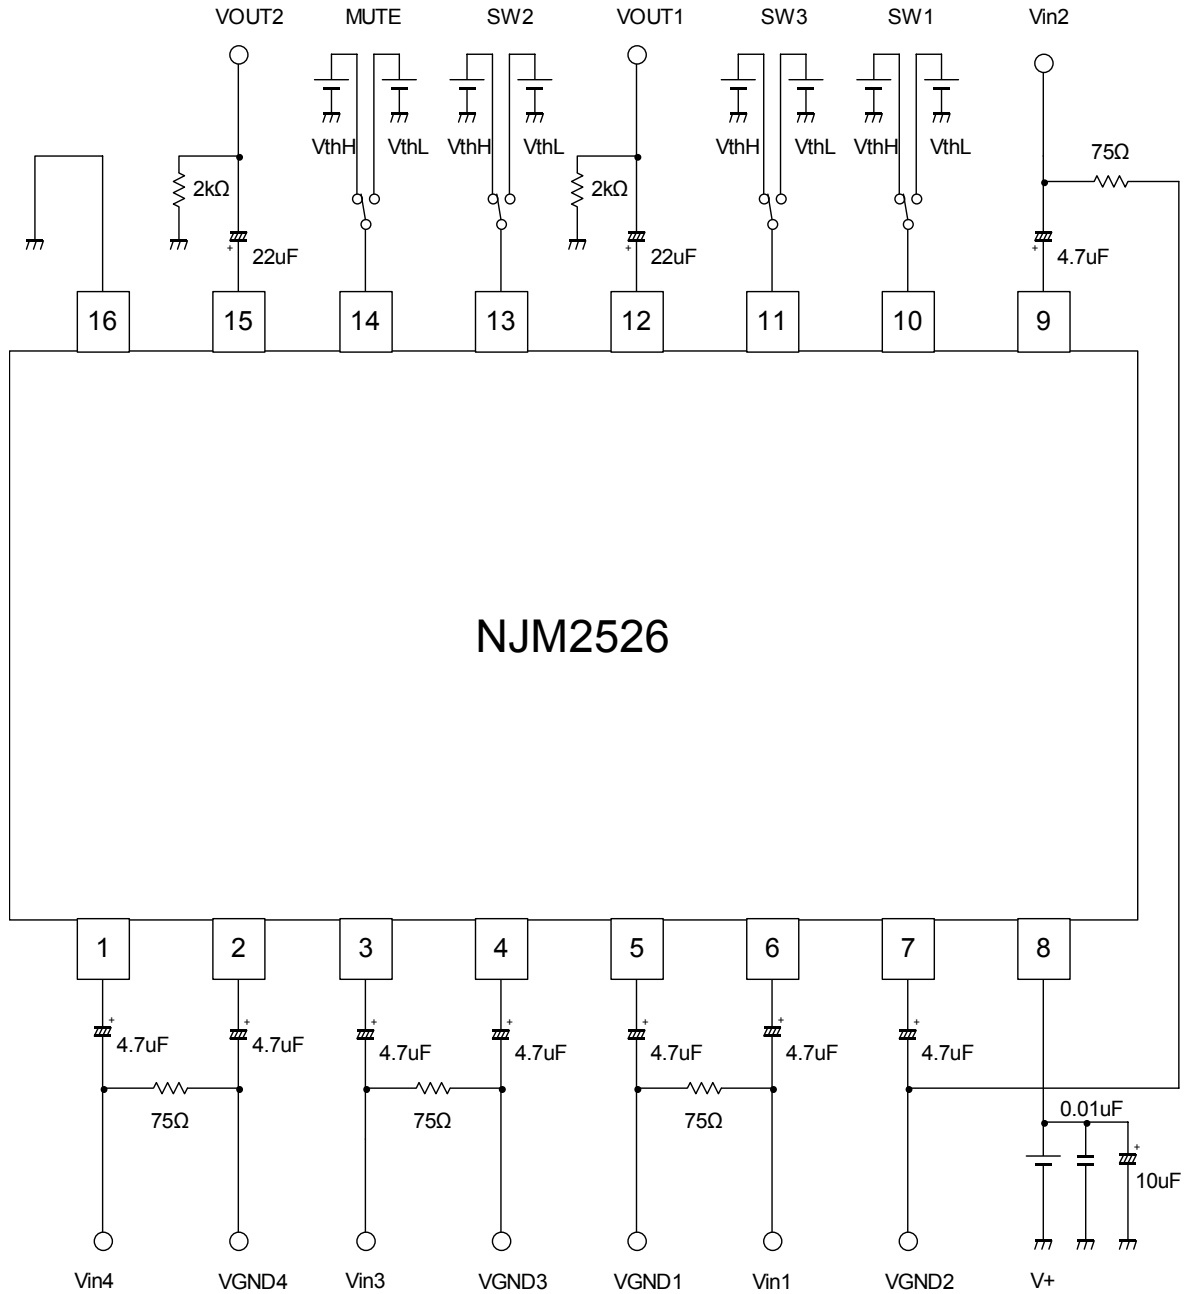 VOUT2 MUTE SW2 VOUT1 SW3 SW1 Vin2
VthH VthL VthH VthL VthH VthL VthH VthL 75Ω
2kΩ 2kΩ
+ 22uF + 22uF + 4.7uF
16 15 14 13 12 11 10 9
NJM2526
1 2 3 4 5 6 7 8
+ + + + + + +
4.7uF 4.7uF 4.7uF 4.7uF 4.7uF 4.7uF 4.7uF
75Ω 75Ω 75Ω 0.01uF
+
10uF
Vin4 VGND4 Vin3 VGND3 VGND1 Vin1 VGND2 V+